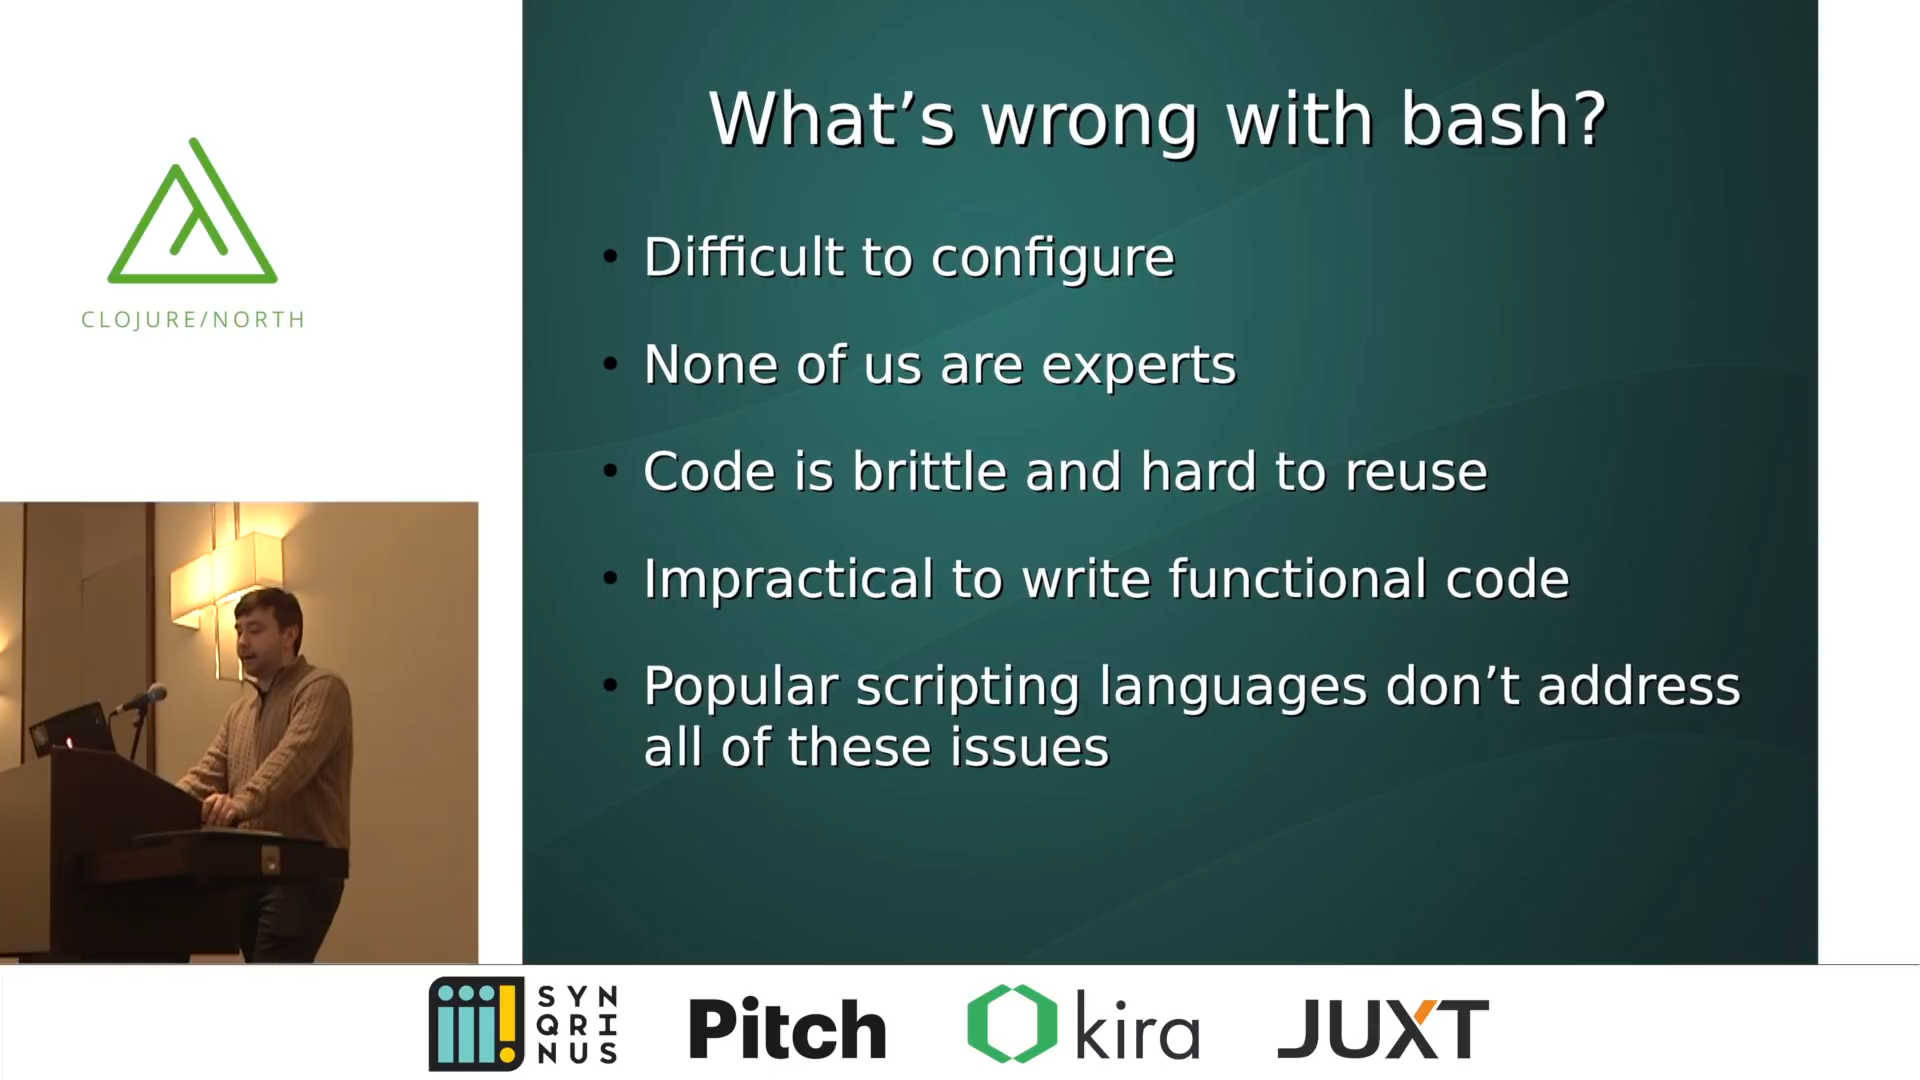 CLOJURE/NORTH
What’s wrong with bash?
• Difficult to configure
• None of us are experts
• Code is brittle and hard to reuse
• Impractical to write functional code
• Popular scripting languages don’t address
all of these issues
SYN
QRI
NUS
Pitch
kira
JUXT